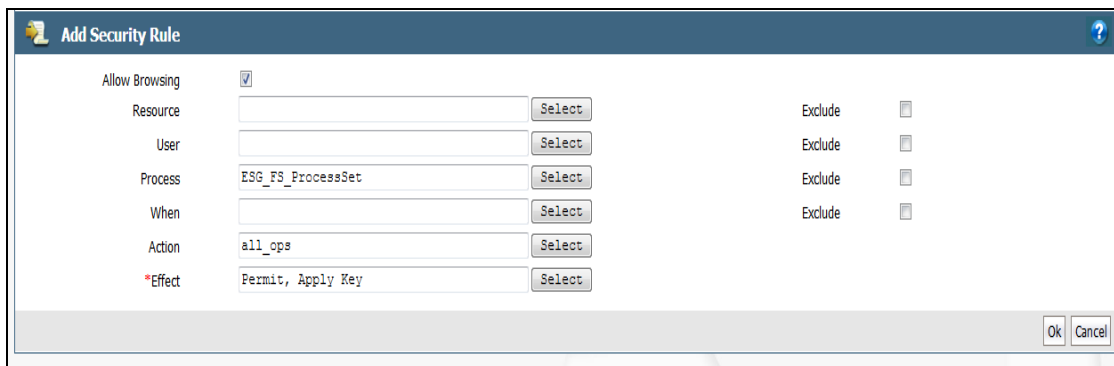 Add Security Rule ?
Allow Browsing
Resource Select Exclude
User Select Exclude
Process ESG_FS_ProcessSet Select Exclude
When Select Exclude
Action all_ops Select
*Effect Permit, Apply Key Select
Ok Cancel